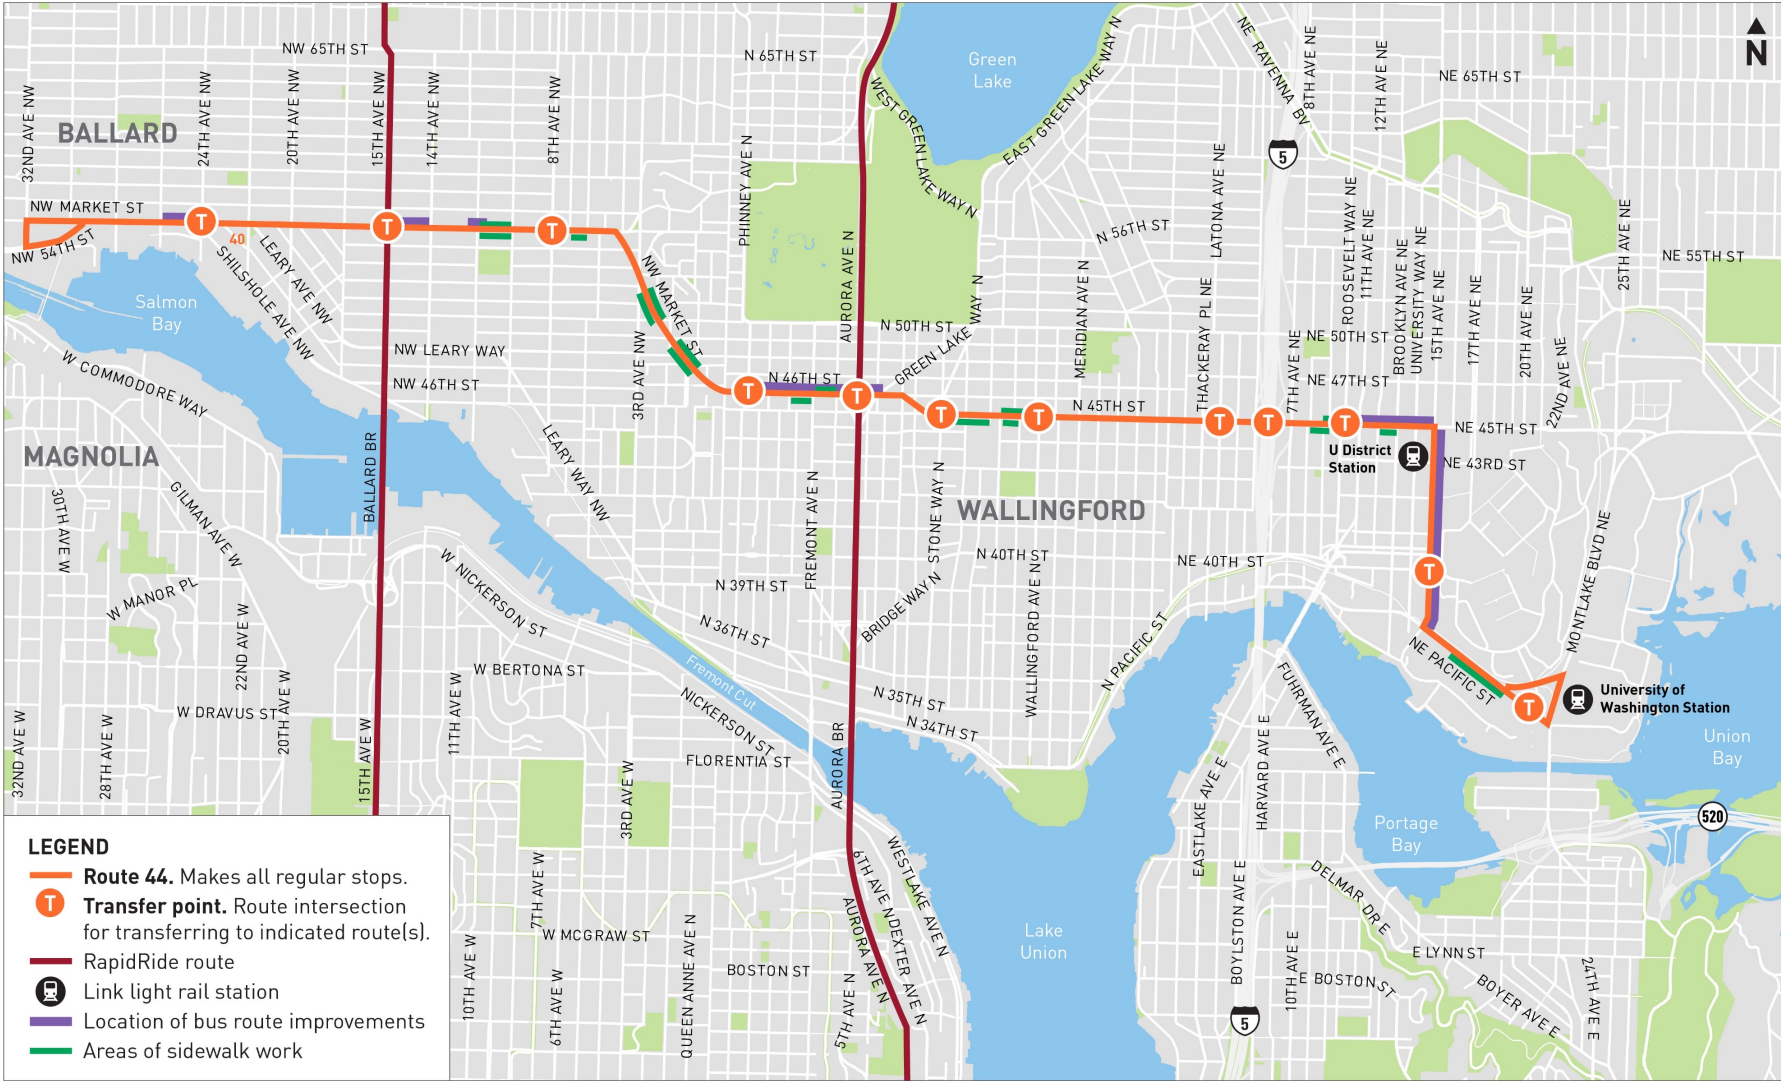 NW 65TH ST
N 65TH ST
Green
Lake
NE RAVENNA BV
8TH AVE NE
12TH AVE NE
NE 65TH ST
N
BALLARD
32ND AVE NW
24TH AVE NW
20TH AVE NW
15TH AVE NW
14TH AVE NW
8TH AVE NW
PHINNEY AVE N
WEST GREEN LAKE WAY N
EAST GREEN LAKE WAY N
5
LATONA AVE NE
NW MARKET ST
NW 54TH ST
T
T
T
40
LEARY AVE NW
SHILSHOLE AVE NW
Salmon
Bay
NW MARKET ST
AURORA AVE N
N 56TH ST
ROOSEVELT WAY NE
11TH AVE NE
BROOKLYN AVE NE
UNIVERSITY WAY NE
15TH AVE NE
17TH AVE NE
20TH AVE NE
22ND AVE NE
25TH AVE NE
NE 55TH ST
N 50TH ST
GREEN LAKE WAY N
MERIDIAN AVE N
THACKERAY PL NE
7TH AVE NE
NE 50TH ST
NW LEARY WAY
NW 46TH ST
3RD AVE NW
N 46TH ST
NE 47TH ST
T
T
T
T
N 45TH ST
T
T
T
NE 45TH ST
U District
Station
NE 43RD ST
W COMMODORE WAY
MAGNOLIA
BALLARD BR
LEARY WAY NW
FREMONT AVE N
STONE WAY N
WALLINGFORD
30TH AVE W
GILMAN AVE W
W MANOR PL
W NICKERSON ST
N 39TH ST
N 40TH ST
NE 40TH ST
T
MONTLAKE BLVD NE
BRIDGE WAY N
WALLINGFORD AVE N
N PACIFIC ST
N 36TH ST
22ND AVE W
W BERTONA ST
Fremont Cut
NE PACIFIC ST
T
University of
Washington Station
Union
Bay
W DRAVUS ST
20TH AVE W
32ND AVE W
28TH AVE W
15TH AVE W
11TH AVE W
NICKERSON ST
N 35TH ST
N 34TH ST
FUHRMAN AVE E
FLORENTIA ST
3RD AVE W
AURORA BR
EASTLAKE AVE E
HARVARD AVE E
Portage
Bay
520
LEGEND
Route 44. Makes all regular stops.
T
Transfer point. Route intersection
for transferring to indicated route(s).
RapidRide route
Link light rail station
Location of bus route improvements
Areas of sidewalk work
7TH AVE W
W MCGRAW ST
10TH AVE W
6TH AVE W
QUEEN ANNE AVE N
BOSTON ST
5TH AVE N
AURORA AVE N
6TH AVE N
DEXTER AVE N
WESTLAKE AVE N
Lake
Union
BOYLSTON AVE E
10TH AVE E
DELMAR DR E
E LYNN ST
E BOSTON ST
BOYER AVE E
24TH AVE E
5